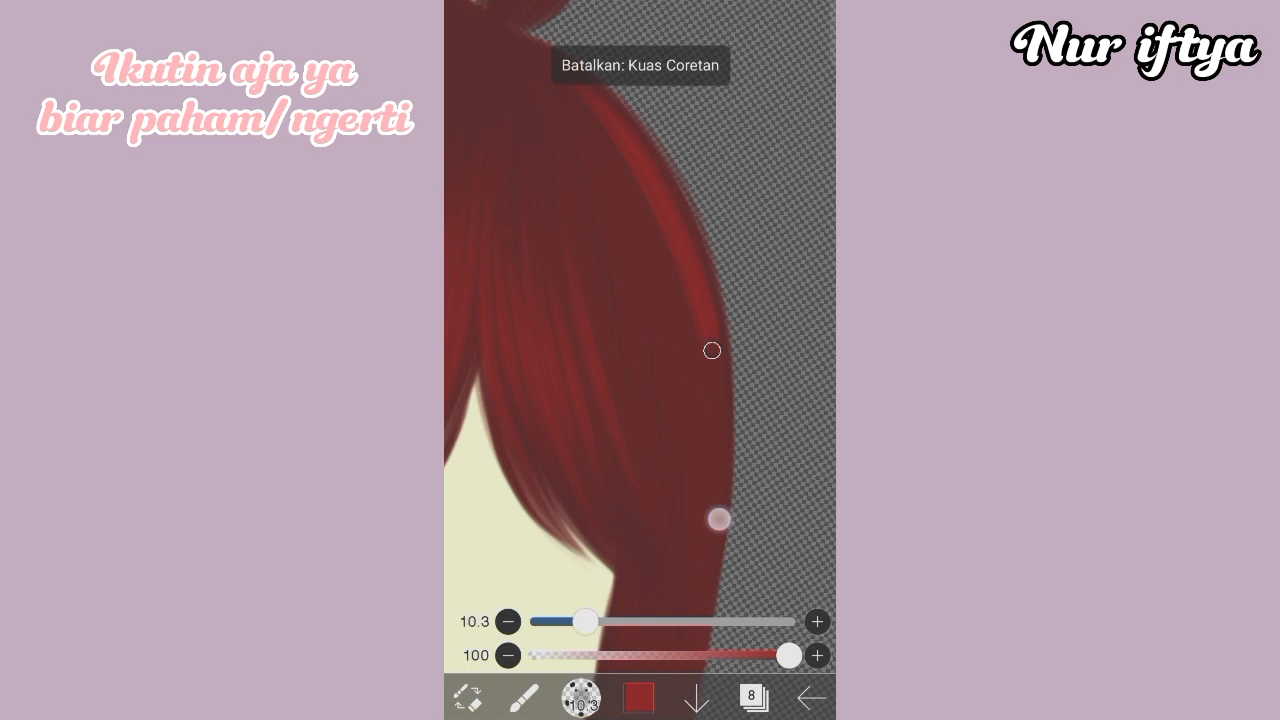 Ikutin aja ya
biar paham/ngerti
Nur iftya
Batalkan: Kuas Coretan
10.3
100
10.3
8